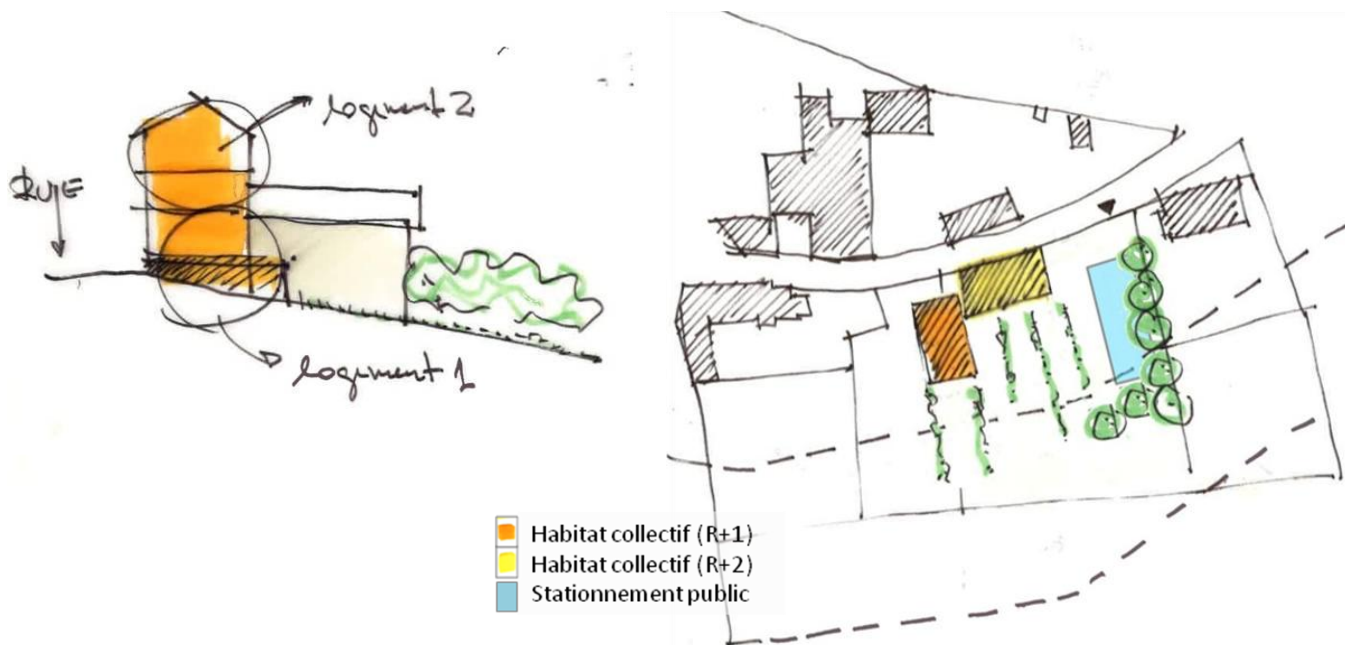 logement 2
RUE
logement 1
Habitat collectif (R+1)
Habitat collectif (R+2)
Stationnement public